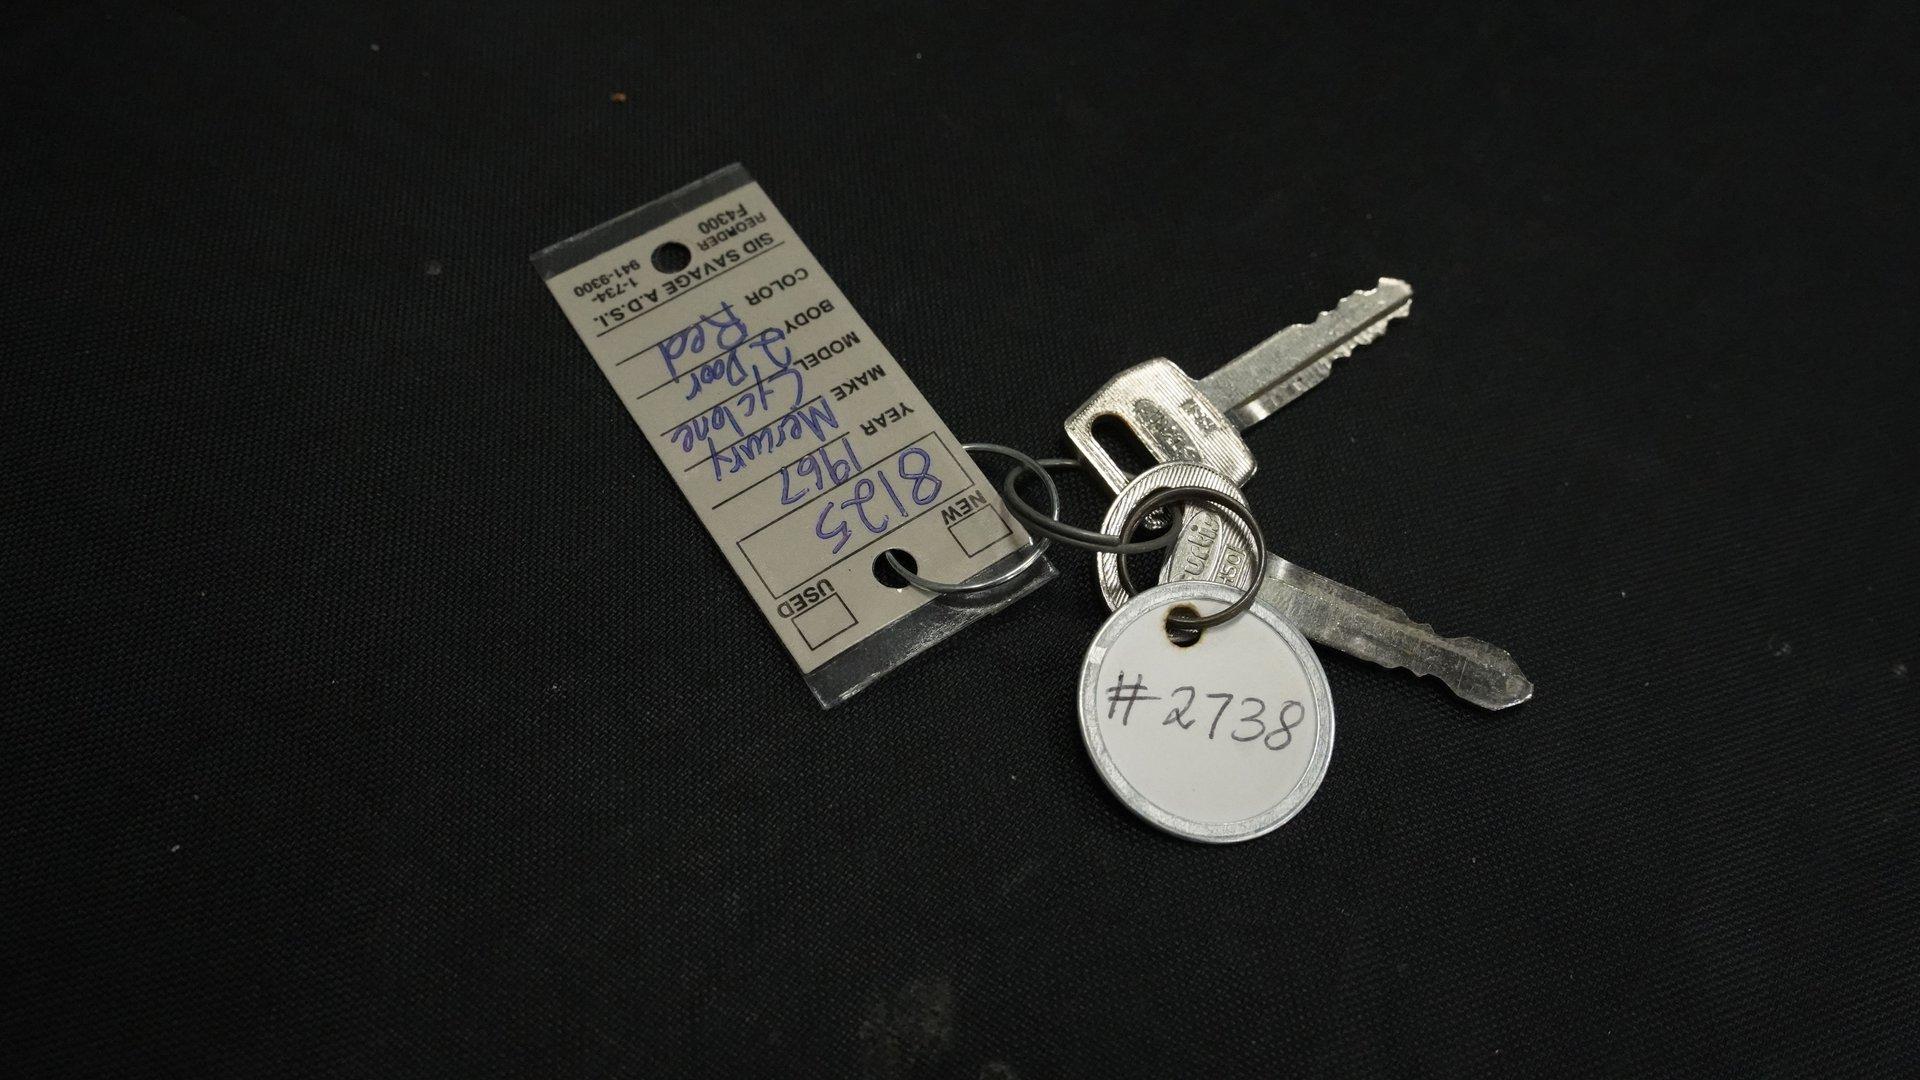 NEW
USED
8125
YEAR 1967
MAKE Mercury
MODEL Cyclone
BODY 2 Door
COLOR Red
SID SAVAGE A.D.S.I.
REORDER 1-734-
F4300 941-9300
#2738